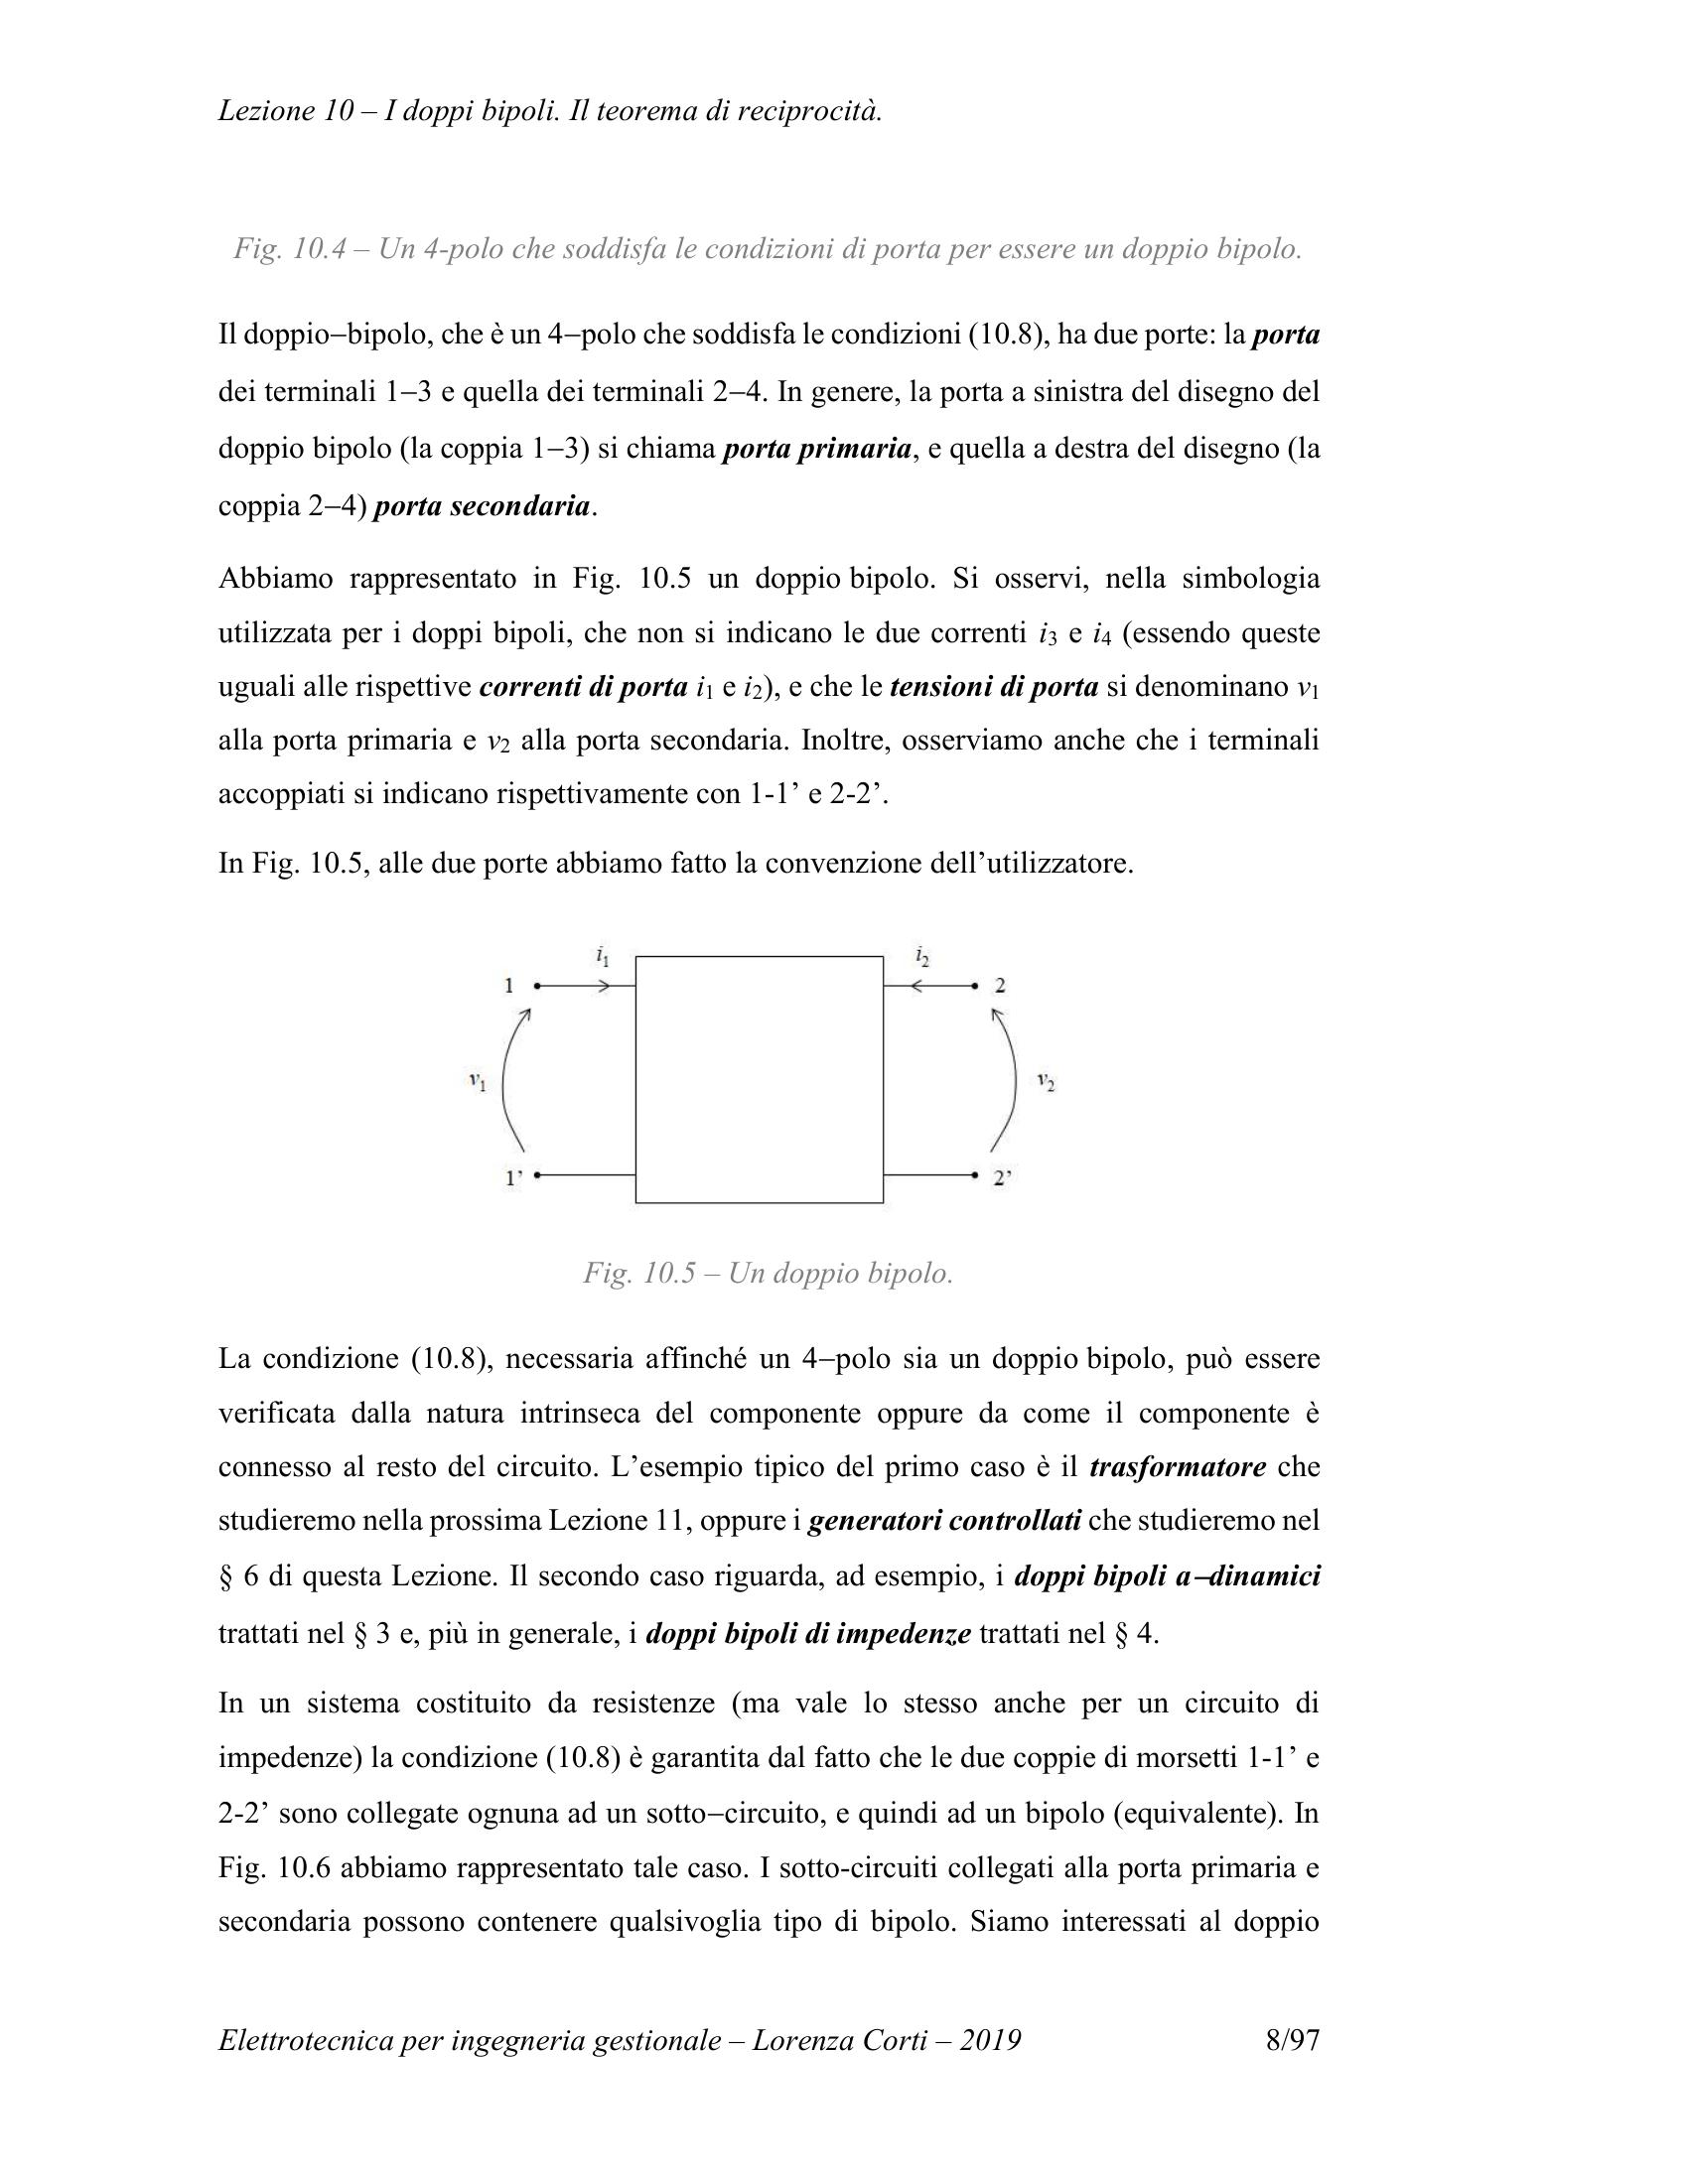 Lezione 10 – I doppi bipoli. Il teorema di reciprocità.
Fig. 10.4 – Un 4-polo che soddisfa le condizioni di porta per essere un doppio bipolo.
Il doppio–bipolo, che è un 4–polo che soddisfa le condizioni (10.8), ha due porte: la porta
dei terminali 1–3 e quella dei terminali 2–4. In genere, la porta a sinistra del disegno del
doppio bipolo (la coppia 1–3) si chiama porta primaria, e quella a destra del disegno (la
coppia 2–4) porta secondaria.
Abbiamo rappresentato in Fig. 10.5 un doppio bipolo. Si osservi, nella simbologia
utilizzata per i doppi bipoli, che non si indicano le due correnti i3 e i4 (essendo queste
uguali alle rispettive correnti di porta i1 e i2), e che le tensioni di porta si denominano v1
alla porta primaria e v2 alla porta secondaria. Inoltre, osserviamo anche che i terminali
accoppiati si indicano rispettivamente con 1-1’ e 2-2’.
In Fig. 10.5, alle due porte abbiamo fatto la convenzione dell’utilizzatore.
i1 i2
1 2
v1 v2
1’ 2’
Fig. 10.5 – Un doppio bipolo.
La condizione (10.8), necessaria affinché un 4–polo sia un doppio bipolo, può essere
verificata dalla natura intrinseca del componente oppure da come il componente è
connesso al resto del circuito. L’esempio tipico del primo caso è il trasformatore che
studieremo nella prossima Lezione 11, oppure i generatori controllati che studieremo nel
§ 6 di questa Lezione. Il secondo caso riguarda, ad esempio, i doppi bipoli a–dinamici
trattati nel § 3 e, più in generale, i doppi bipoli di impedenze trattati nel § 4.
In un sistema costituito da resistenze (ma vale lo stesso anche per un circuito di
impedenze) la condizione (10.8) è garantita dal fatto che le due coppie di morsetti 1-1’ e
2-2’ sono collegate ognuna ad un sotto–circuito, e quindi ad un bipolo (equivalente). In
Fig. 10.6 abbiamo rappresentato tale caso. I sotto-circuiti collegati alla porta primaria e
secondaria possono contenere qualsivoglia tipo di bipolo. Siamo interessati al doppio
Elettrotecnica per ingegneria gestionale – Lorenza Corti – 2019 8/97